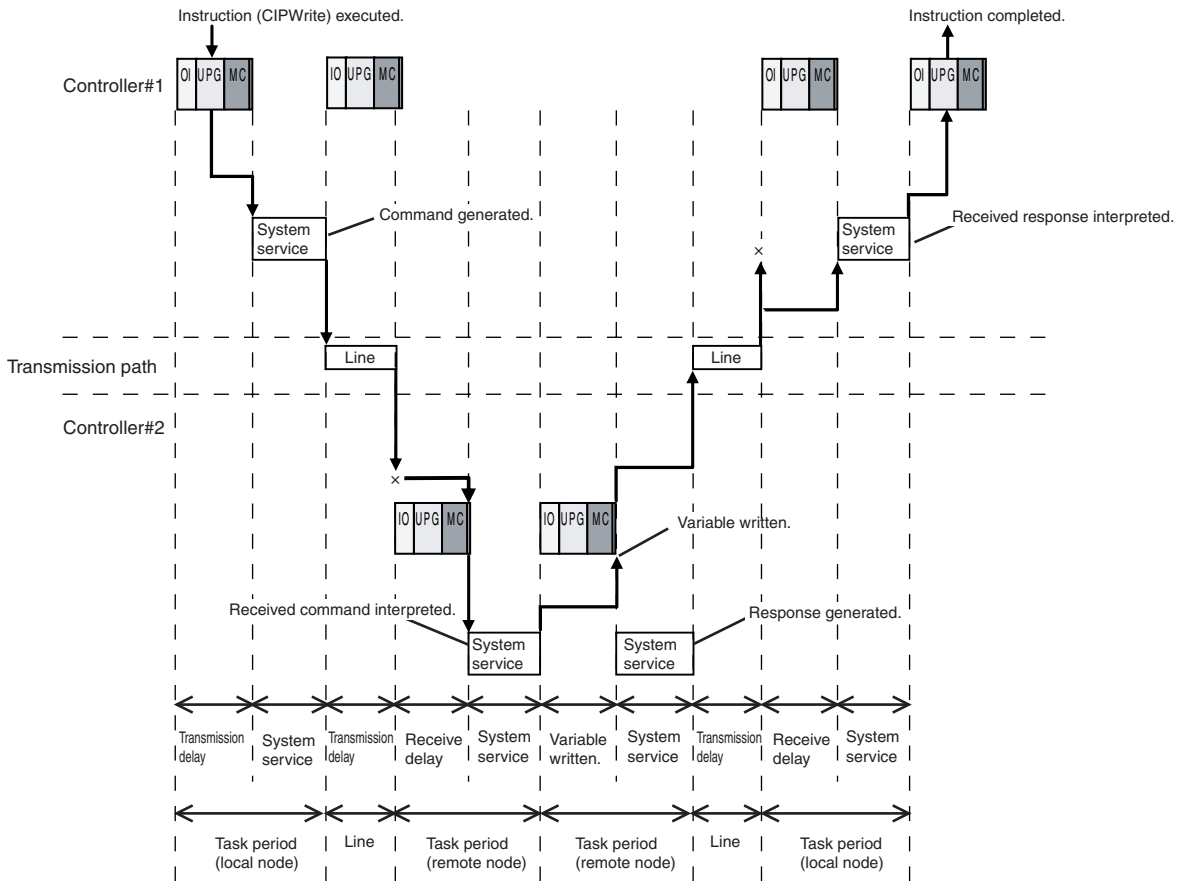 Instruction (CIPWrite) executed.
Instruction completed.
Controller#1
OI UPG MC
IO UPG MC
OI UPG MC
OI UPG MC
Command generated.
System
service
System
service
Received response interpreted.
×
Transmission path
Line
Line
Controller#2
×
IO UPG MC
IO UPG MC
Variable written.
Received command interpreted.
Response generated.
System
service
System
service
Transmission
delay
System
service
Transmission
delay
Receive
delay
System
service
Variable
written.
System
service
Transmission
delay
Receive
delay
System
service
Task period
(local node)
Line
Task period
(remote node)
Task period
(remote node)
Line
Task period
(local node)